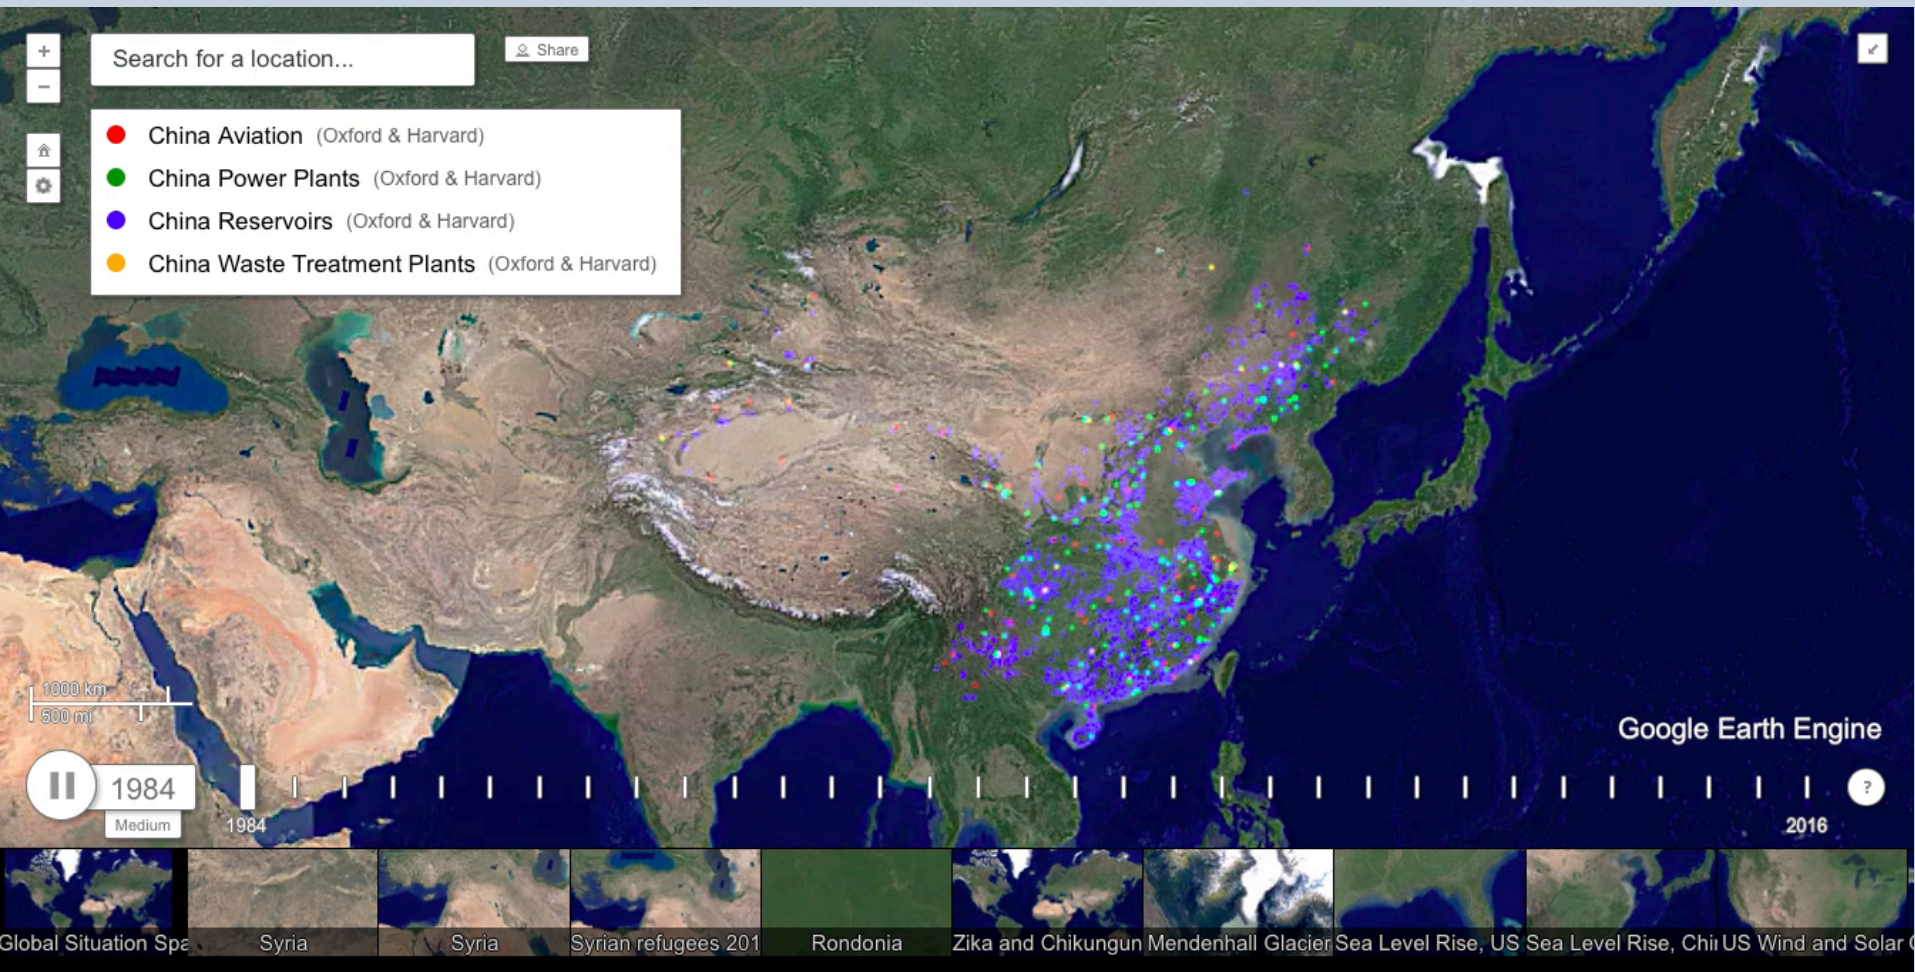 +
Search for a location...
Share
−
China Aviation (Oxford & Harvard)
China Power Plants (Oxford & Harvard)
China Reservoirs (Oxford & Harvard)
China Waste Treatment Plants (Oxford & Harvard)
1000 km
500 mi
Google Earth Engine
1984
?
Medium
1984
2016
Global Situation Spa
Syria
Syria
Syrian refugees 201
Rondonia
Zika and Chikungun
Mendenhall Glacier
Sea Level Rise, US
Sea Level Rise, Chi
US Wind and Solar